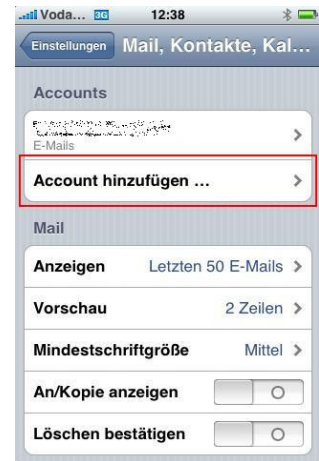 Voda... 3G 12:38
Einstellungen Mail, Kontakte, Kal...
Accounts
E-Mails
Account hinzufügen ...
Mail
Anzeigen Letzten 50 E-Mails
Vorschau 2 Zeilen
Mindestschriftgröße Mittel
An/Kopie anzeigen
Löschen bestätigen